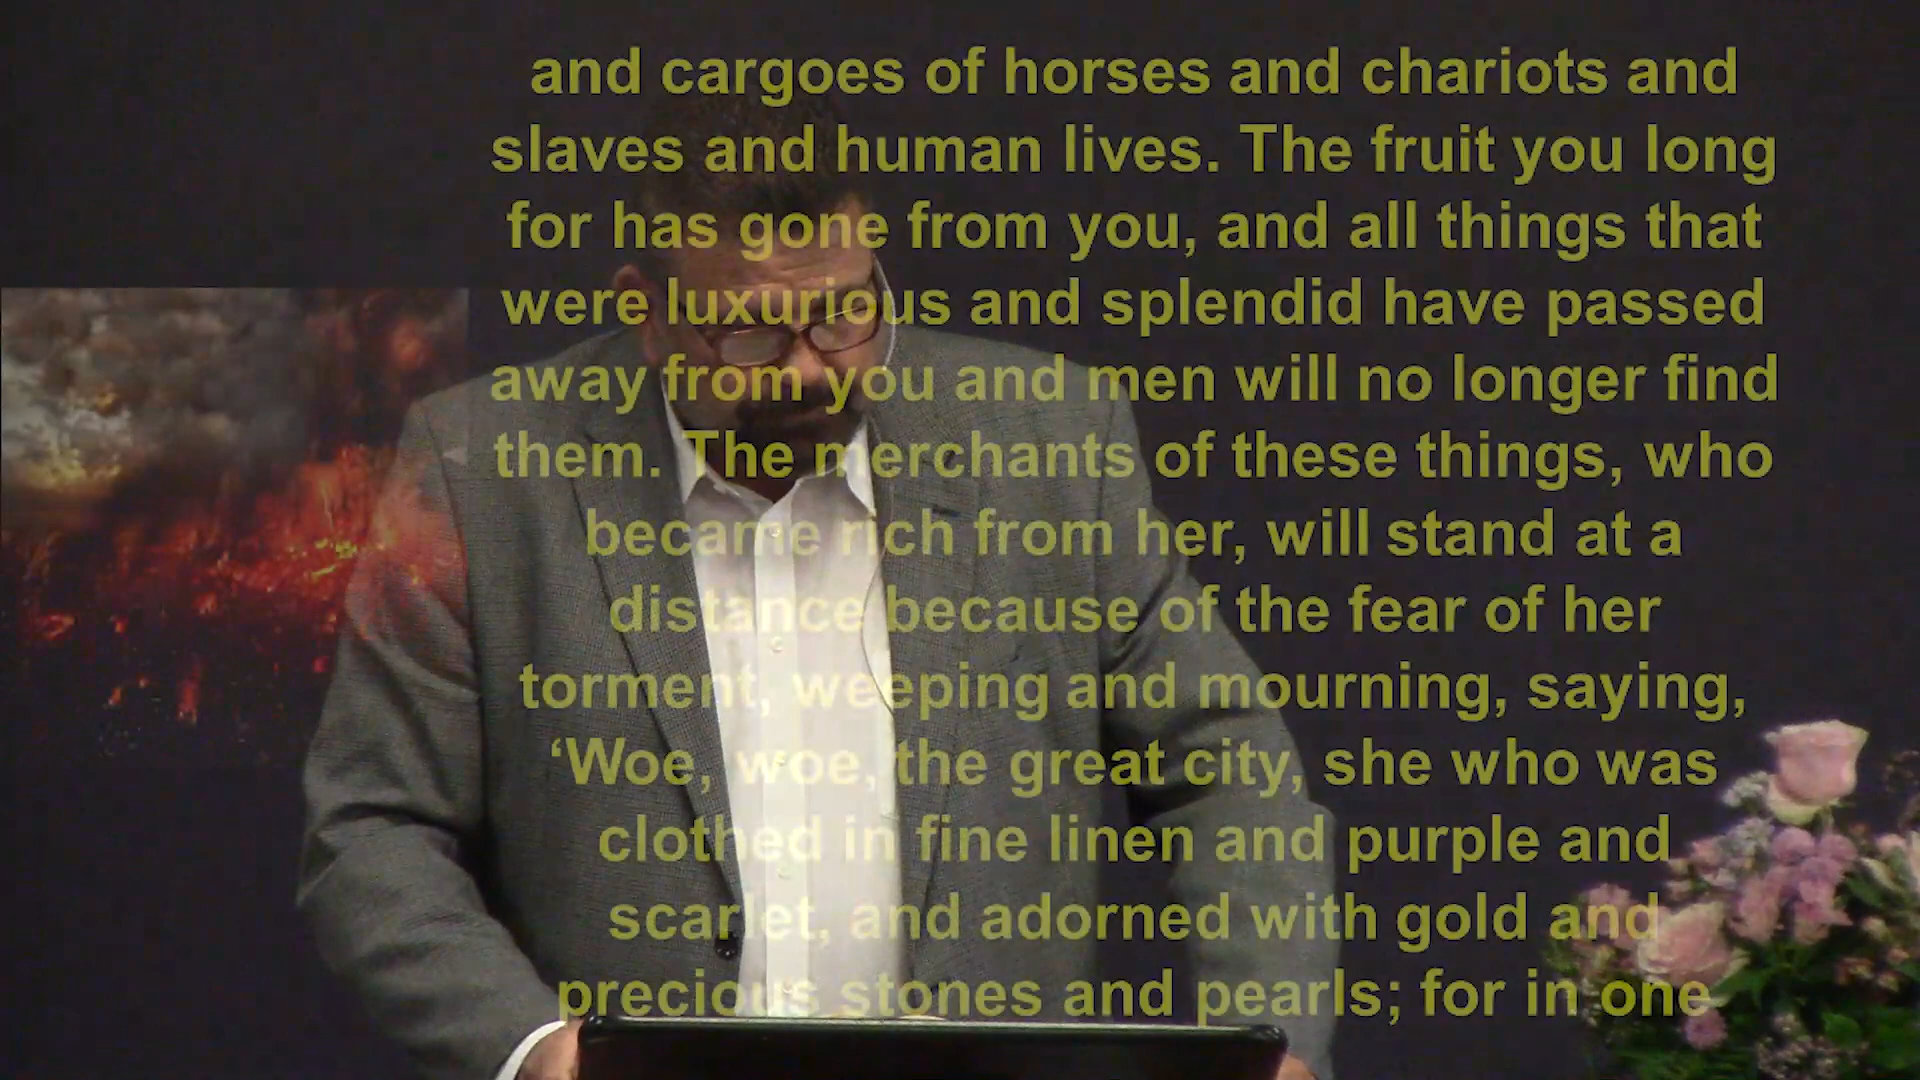 and cargoes of horses and chariots and
slaves and human lives. The fruit you long
for has gone from you, and all things that
were luxurious and splendid have passed
away from you and men will no longer find
them. The merchants of these things, who
became rich from her, will stand at a
distance because of the fear of her
torment, weeping and mourning, saying,
‘Woe, woe, the great city, she who was
clothed in fine linen and purple and
scarlet, and adorned with gold and
precious stones and pearls; for in one